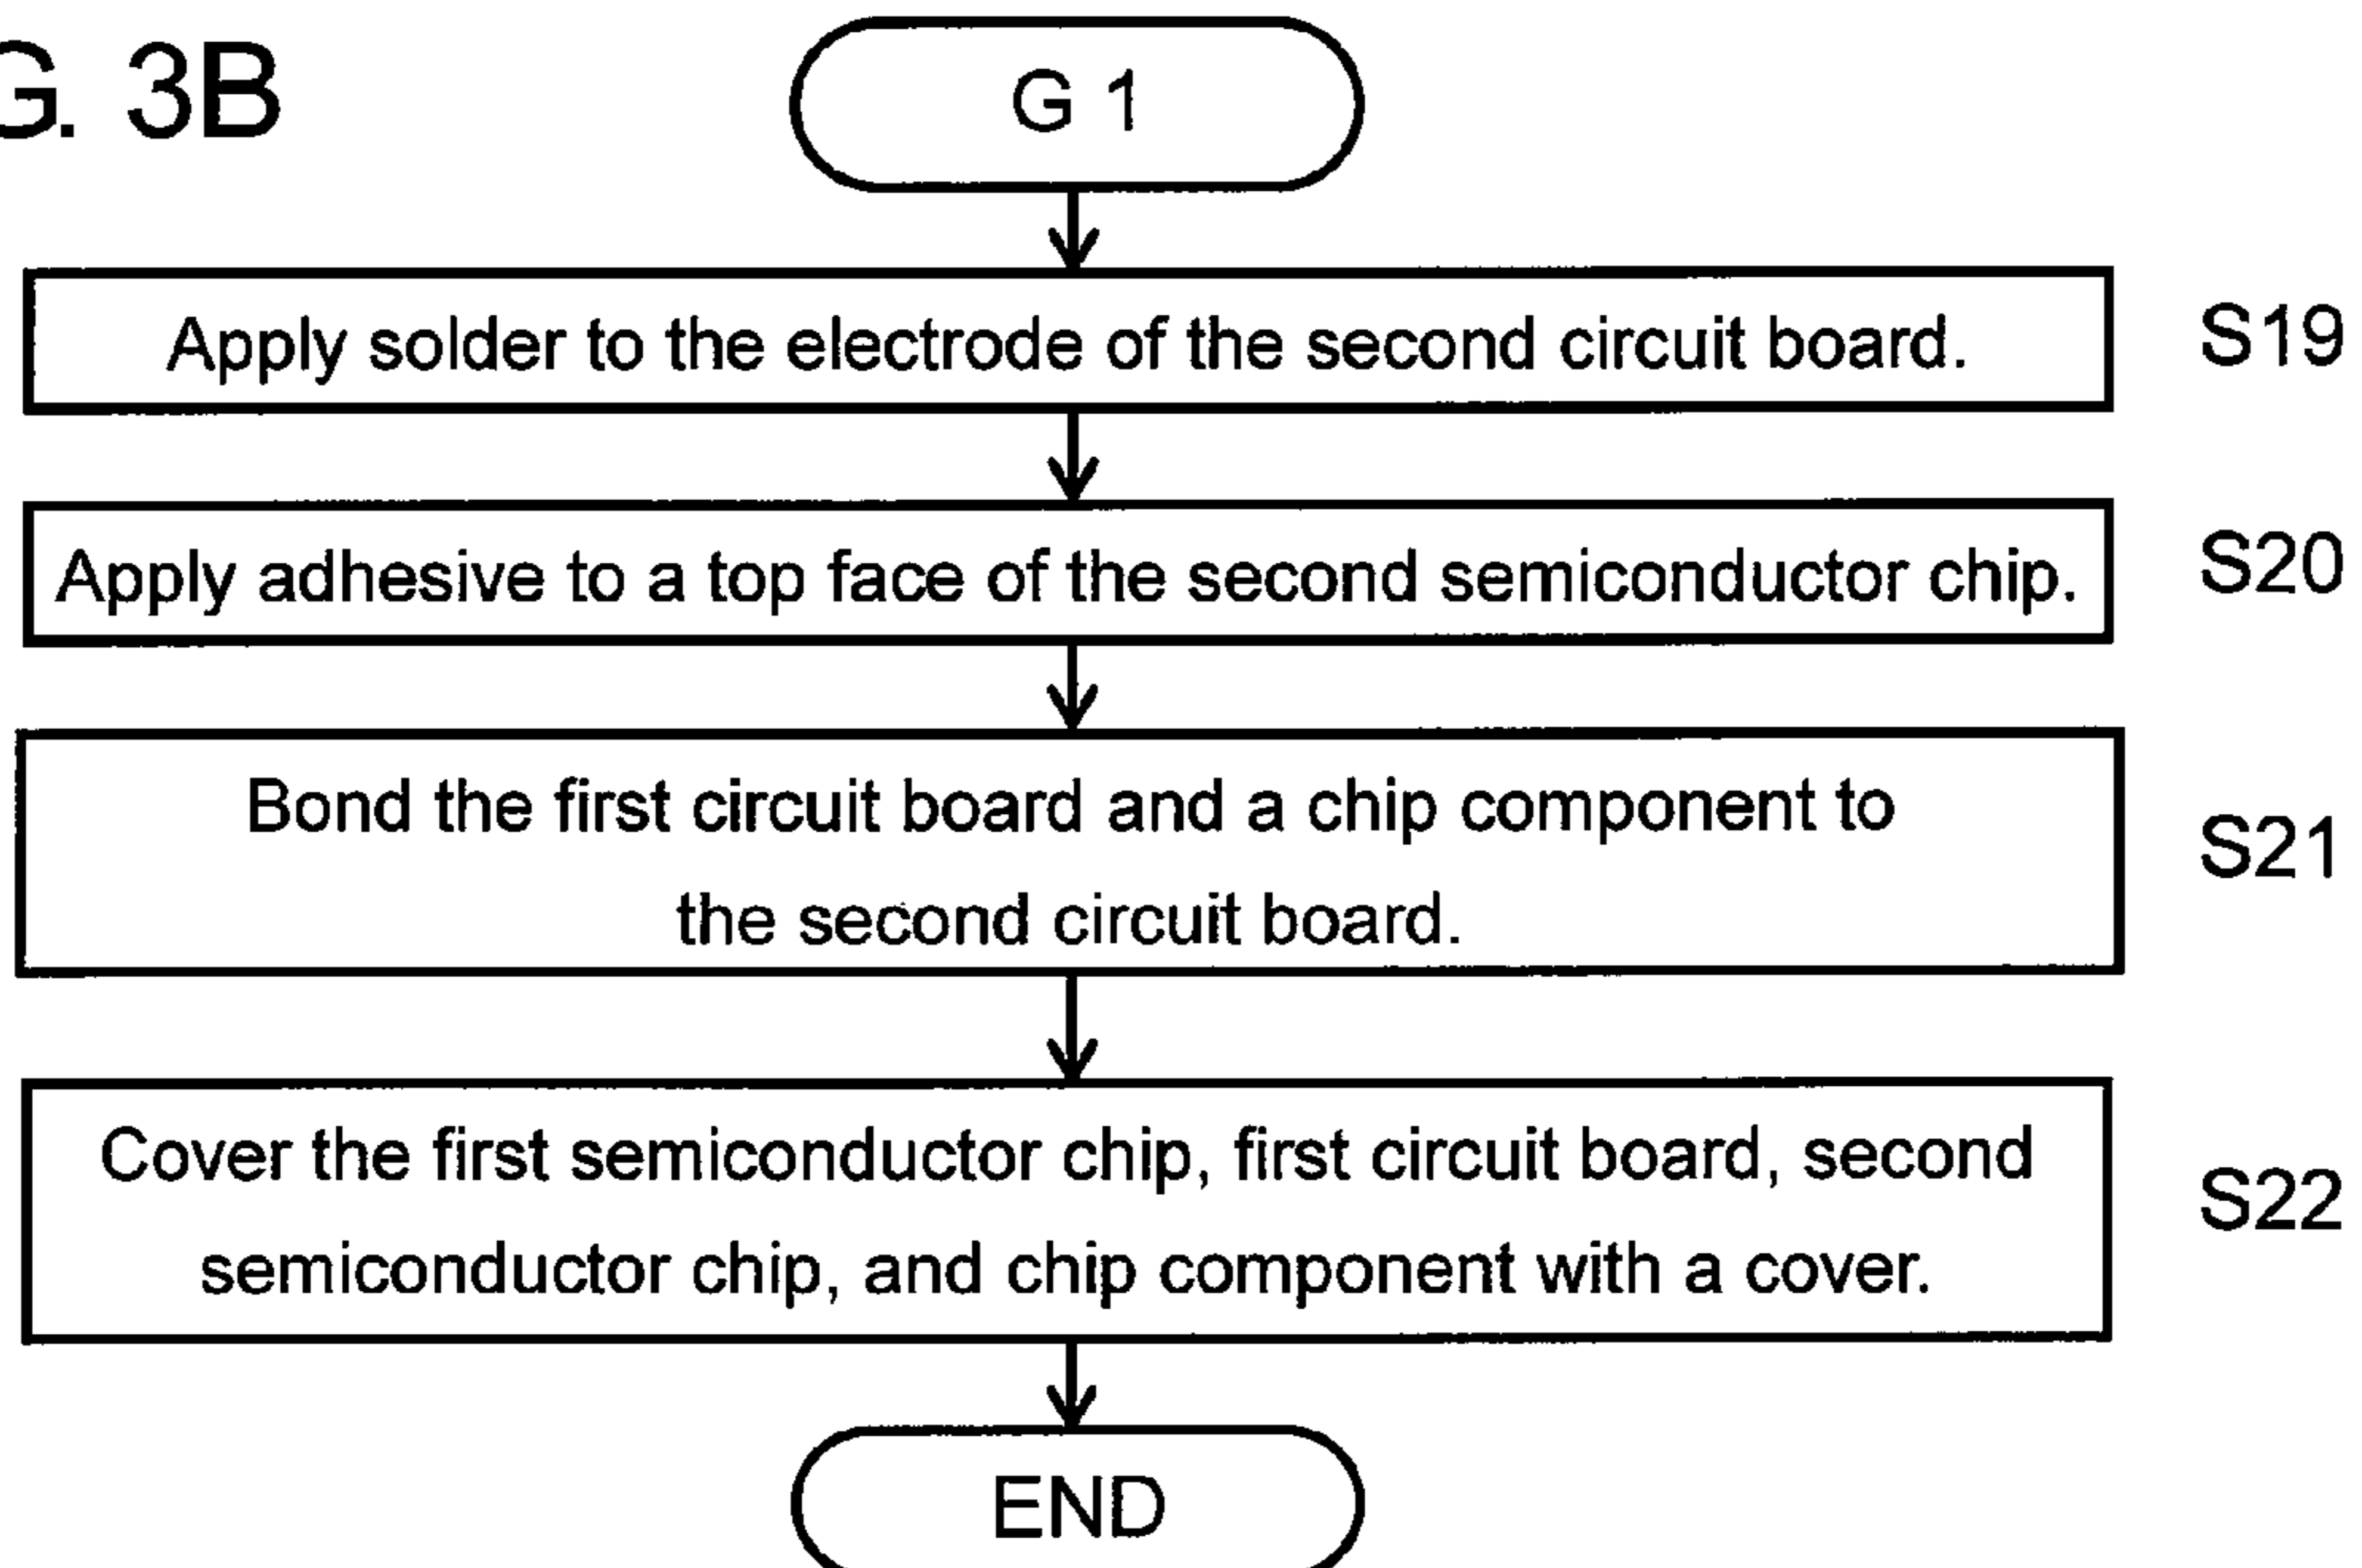 G. 3B
G 1
Apply solder to the electrode of the second circuit board.
S19
Apply adhesive to a top face of the second semiconductor chip.
S20
Bond the first circuit board and a chip component to
the second circuit board.
S21
Cover the first semiconductor chip, first circuit board, second
semiconductor chip, and chip component with a cover.
S22
END